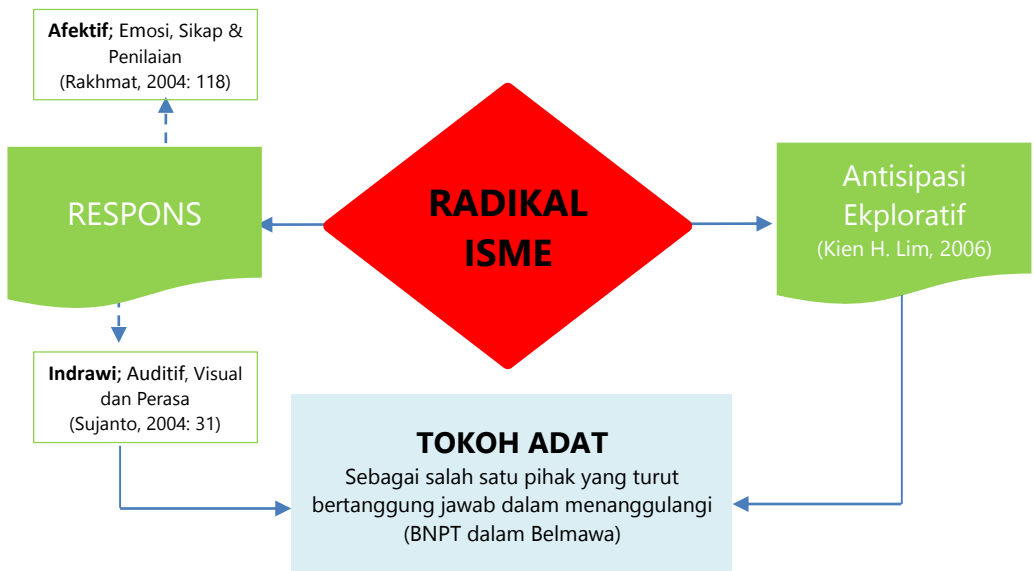 Afektif; Emosi, Sikap &
Penilaian
(Rakhmat, 2004: 118)
RESPONS
RADIKAL
ISME
Antisipasi
Ekploratif
(Kien H. Lim, 2006)
Indrawi; Auditif, Visual
dan Perasa
(Sujanto, 2004: 31)
TOKOH ADAT
Sebagai salah satu pihak yang turut
bertanggung jawab dalam menanggulangi
(BNPT dalam Belmawa)